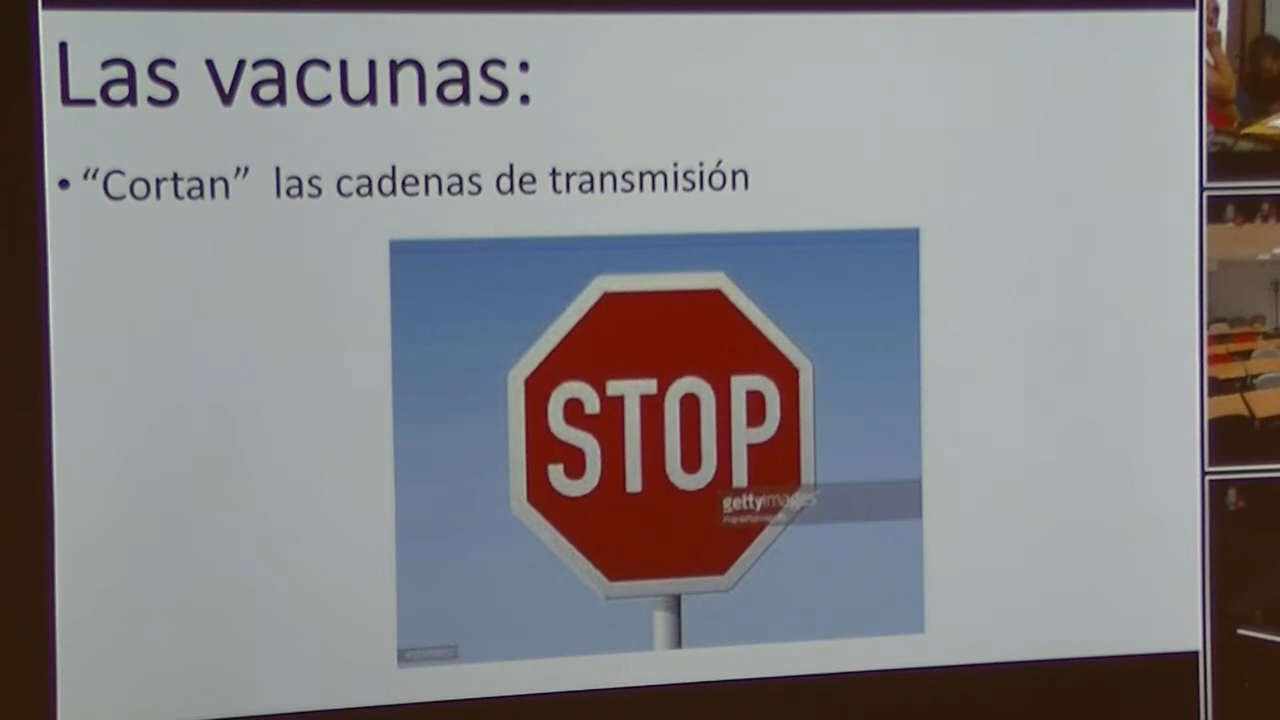 Las vacunas:
• “Cortan” las cadenas de transmisión
STOP
gettyimages